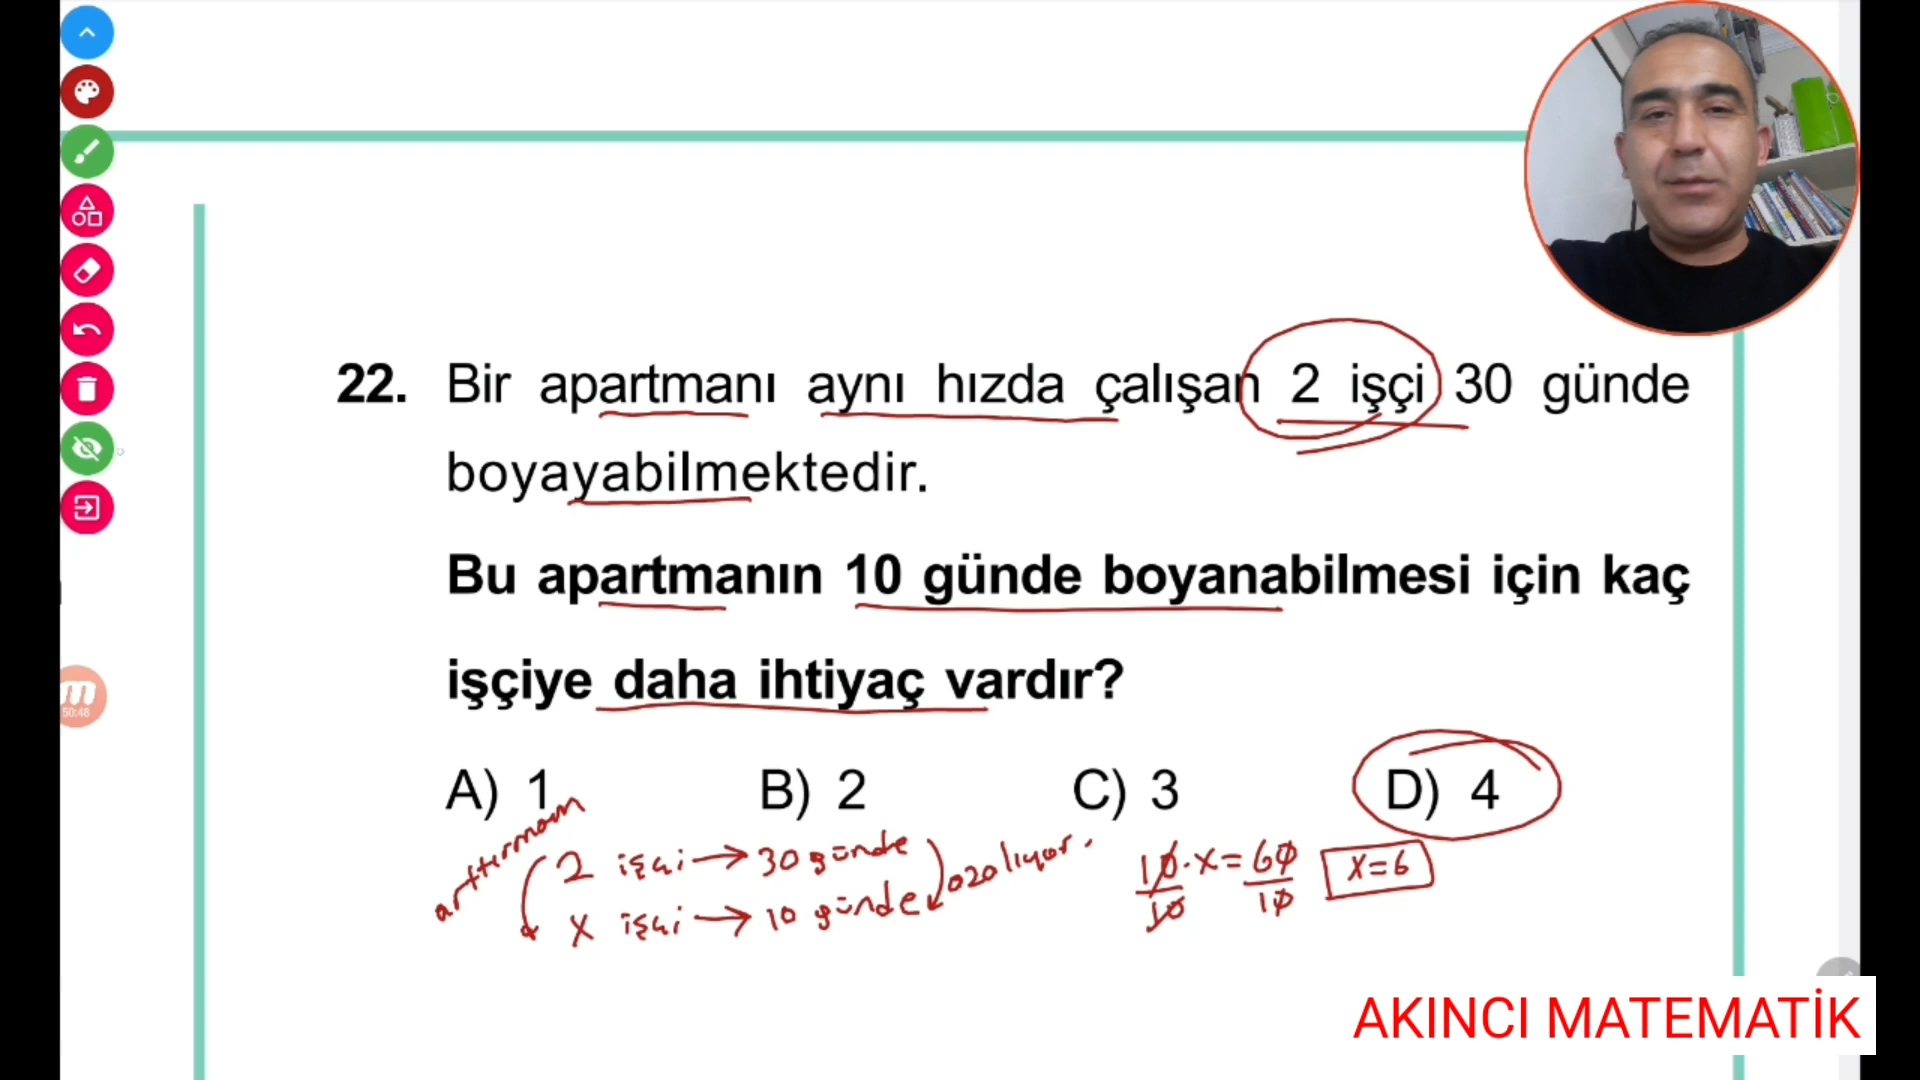 22. Bir apartmanı aynı hızda çalışan 2 işçi 30 günde
boyayabilmektedir.
Bu apartmanın 10 günde boyanabilmesi için kaç
işçiye daha ihtiyaç vardır?
A) 1 B) 2 C) 3 D) 4
arttırmam
2 işçi → 30 günde
x işçi → 10 günde
azalıyor.
10·x=60
10 10
x=6
m
50:48
AKINCI MATEMATİK